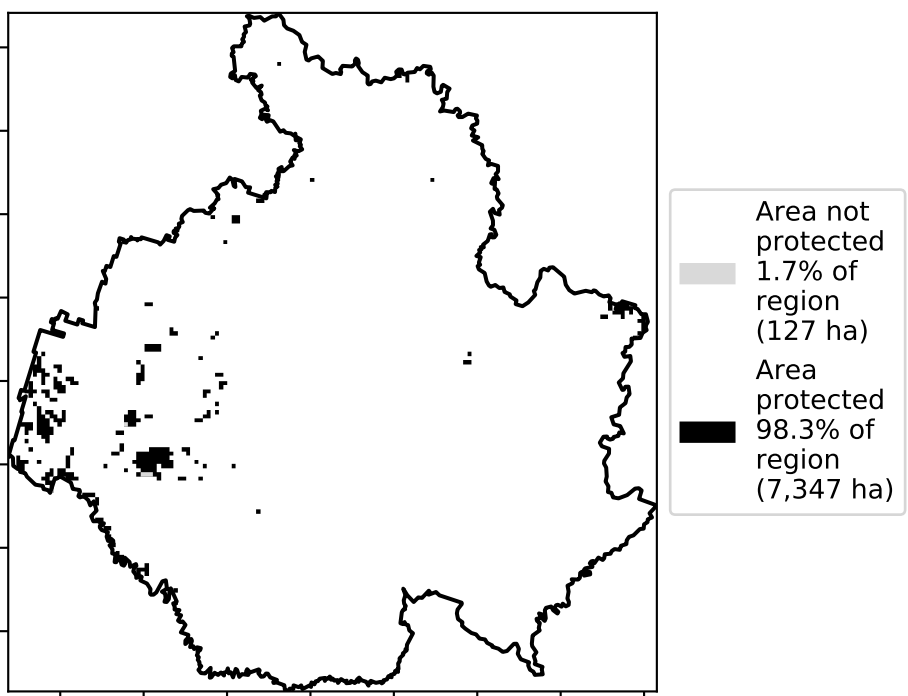 Area not
protected
1.7% of
region
(127 ha)
Area
protected
98.3% of
region
(7,347 ha)